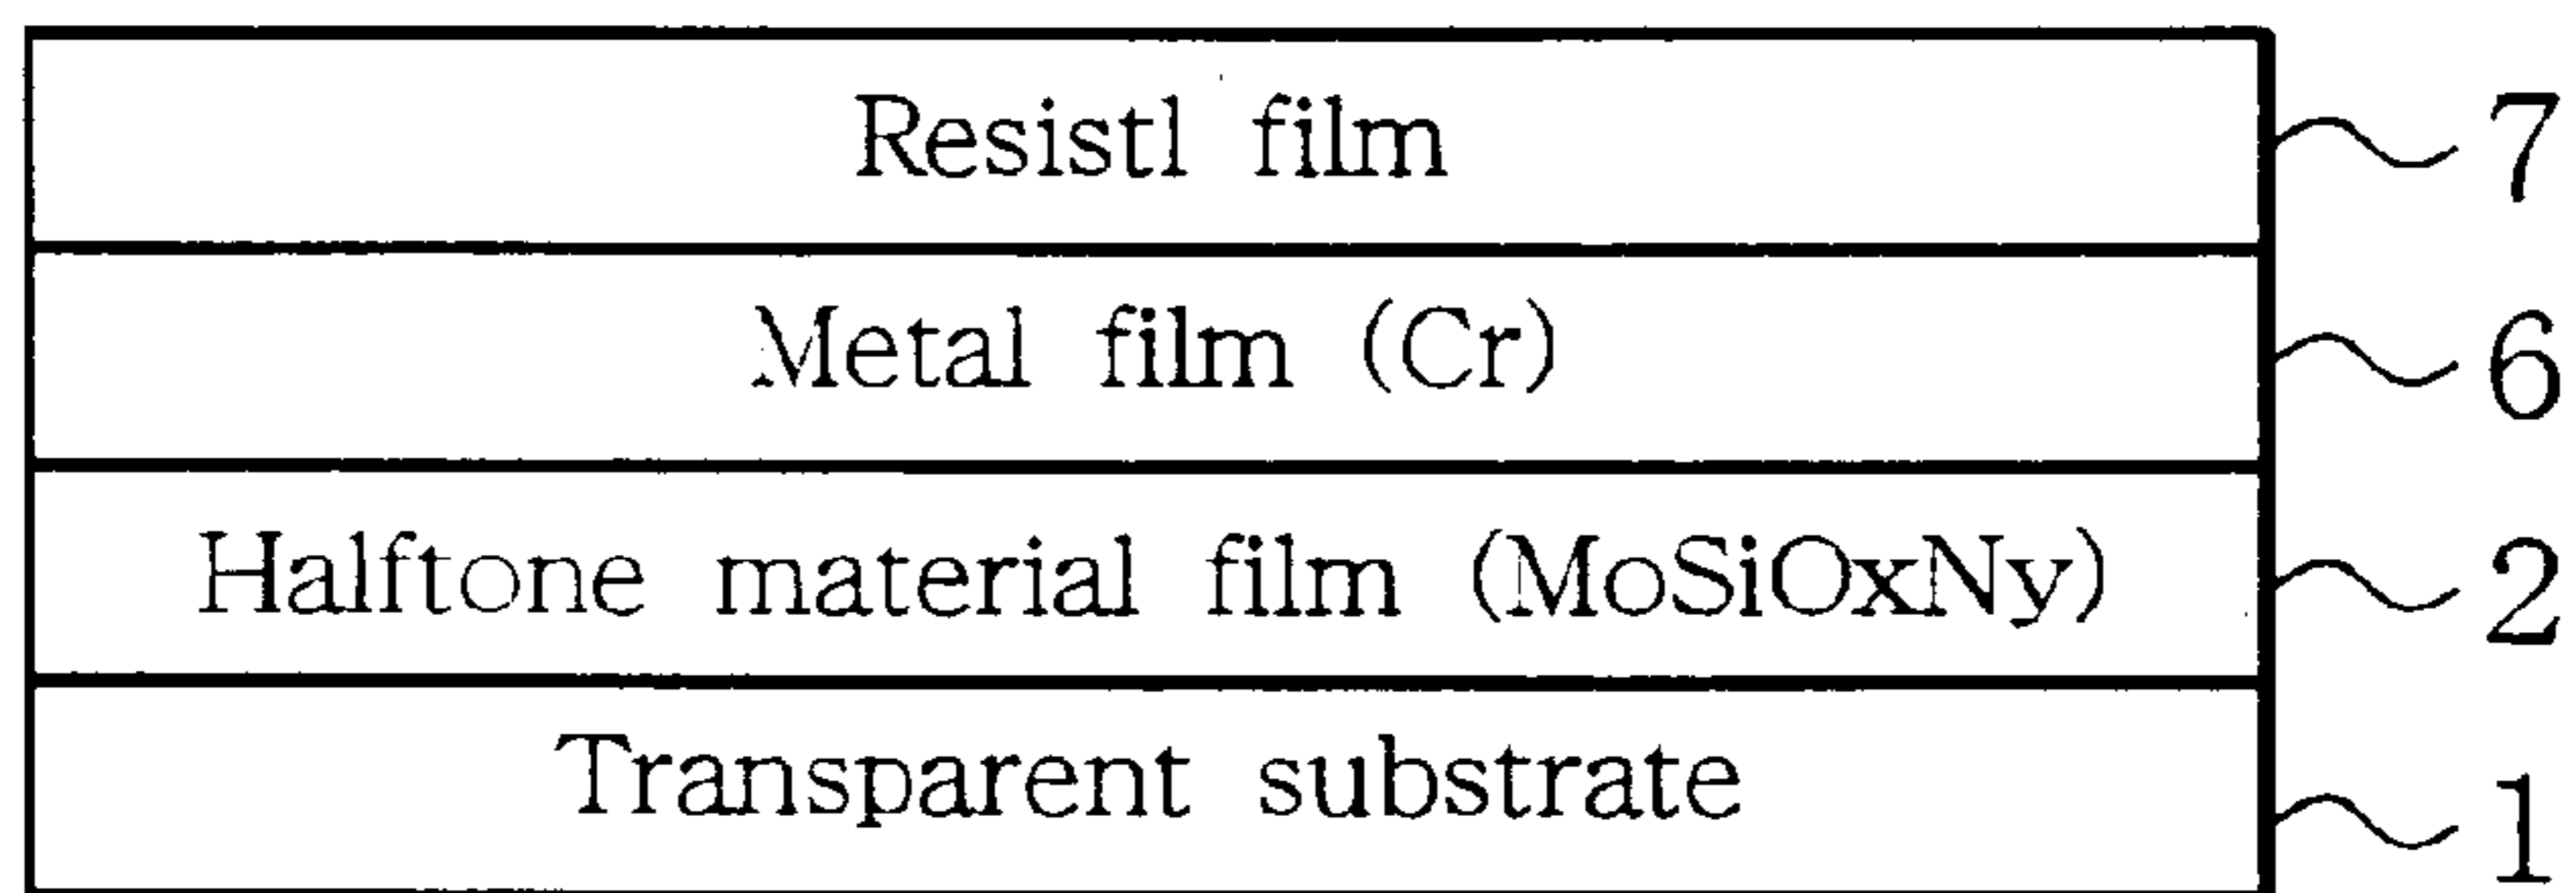 Resistl film 7
Metal film (Cr) 6
Halftone material film (MoSiOxNy) 2
Transparent substrate 1